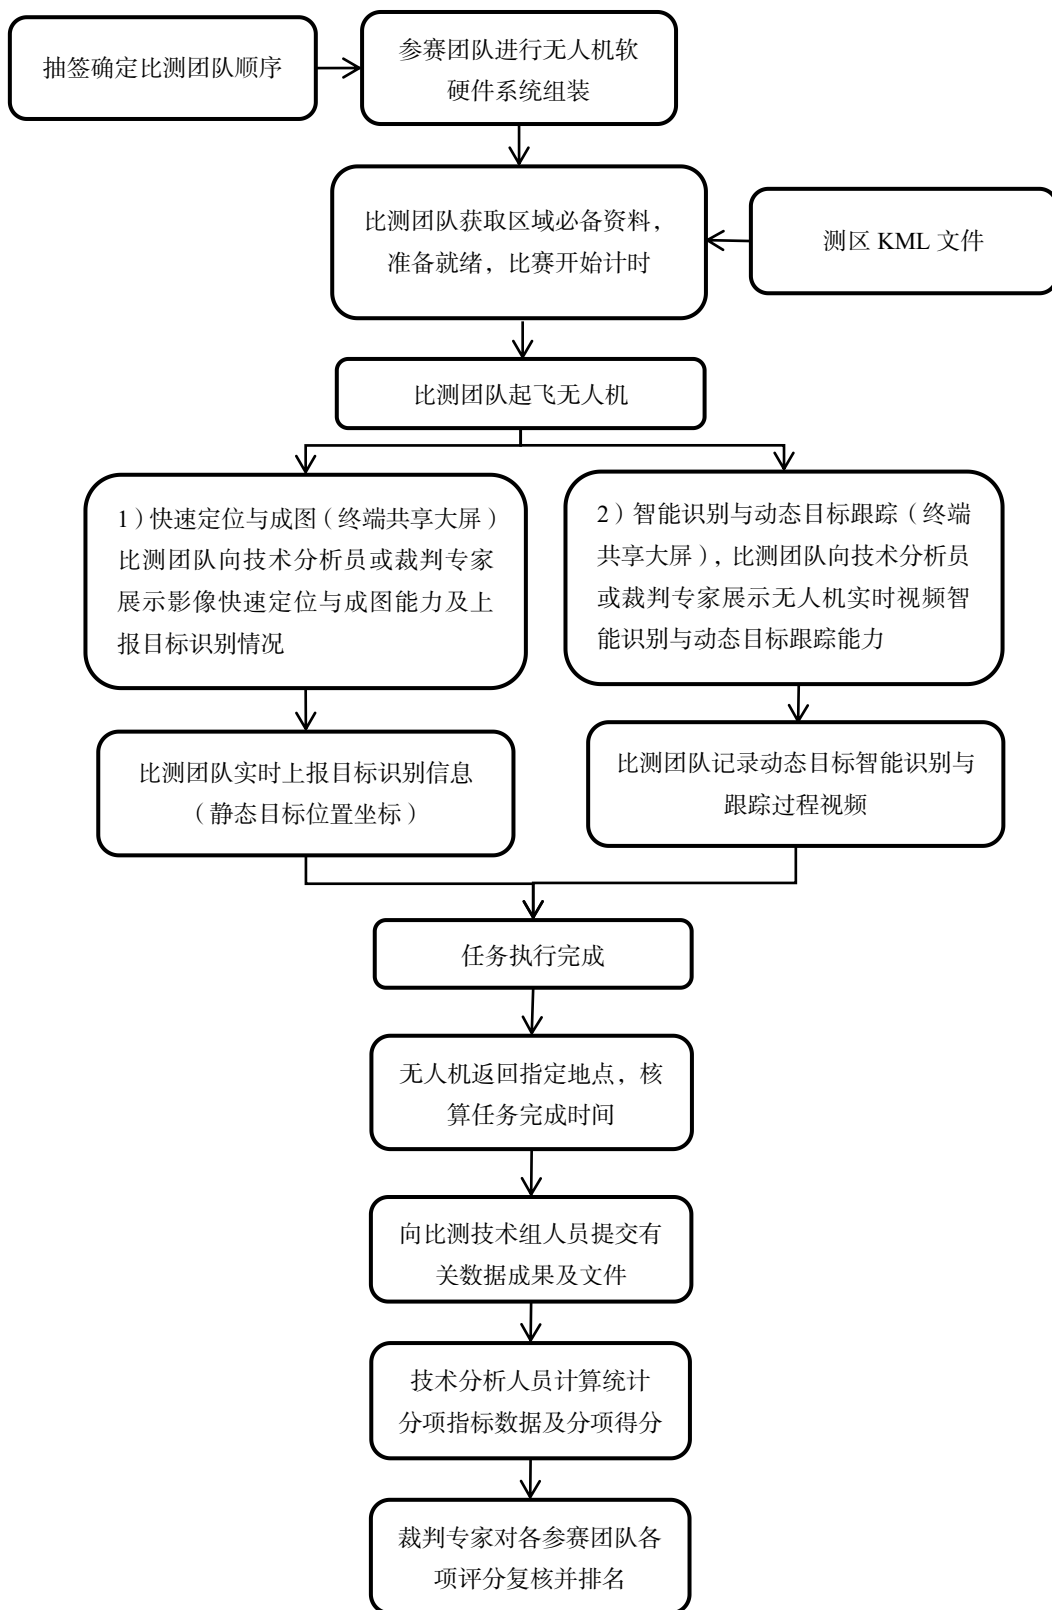 抽签确定比测团队顺序
参赛团队进行无人机软
硬件系统组装
比测团队获取区域必备资料，
准备就绪，比赛开始计时
测区 KML 文件
比测团队起飞无人机
1）快速定位与成图（终端共享大屏）
比测团队向技术分析员或裁判专家
展示影像快速定位与成图能力及上
报目标识别情况
2）智能识别与动态目标跟踪（终端
共享大屏），比测团队向技术分析员
或裁判专家展示无人机实时视频智
能识别与动态目标跟踪能力
比测团队实时上报目标识别信息
（静态目标位置坐标）
比测团队记录动态目标智能识别与
跟踪过程视频
任务执行完成
无人机返回指定地点，核
算任务完成时间
向比测技术组人员提交有
关数据成果及文件
技术分析人员计算统计
分项指标数据及分项得分
裁判专家对各参赛团队各
项评分复核并排名